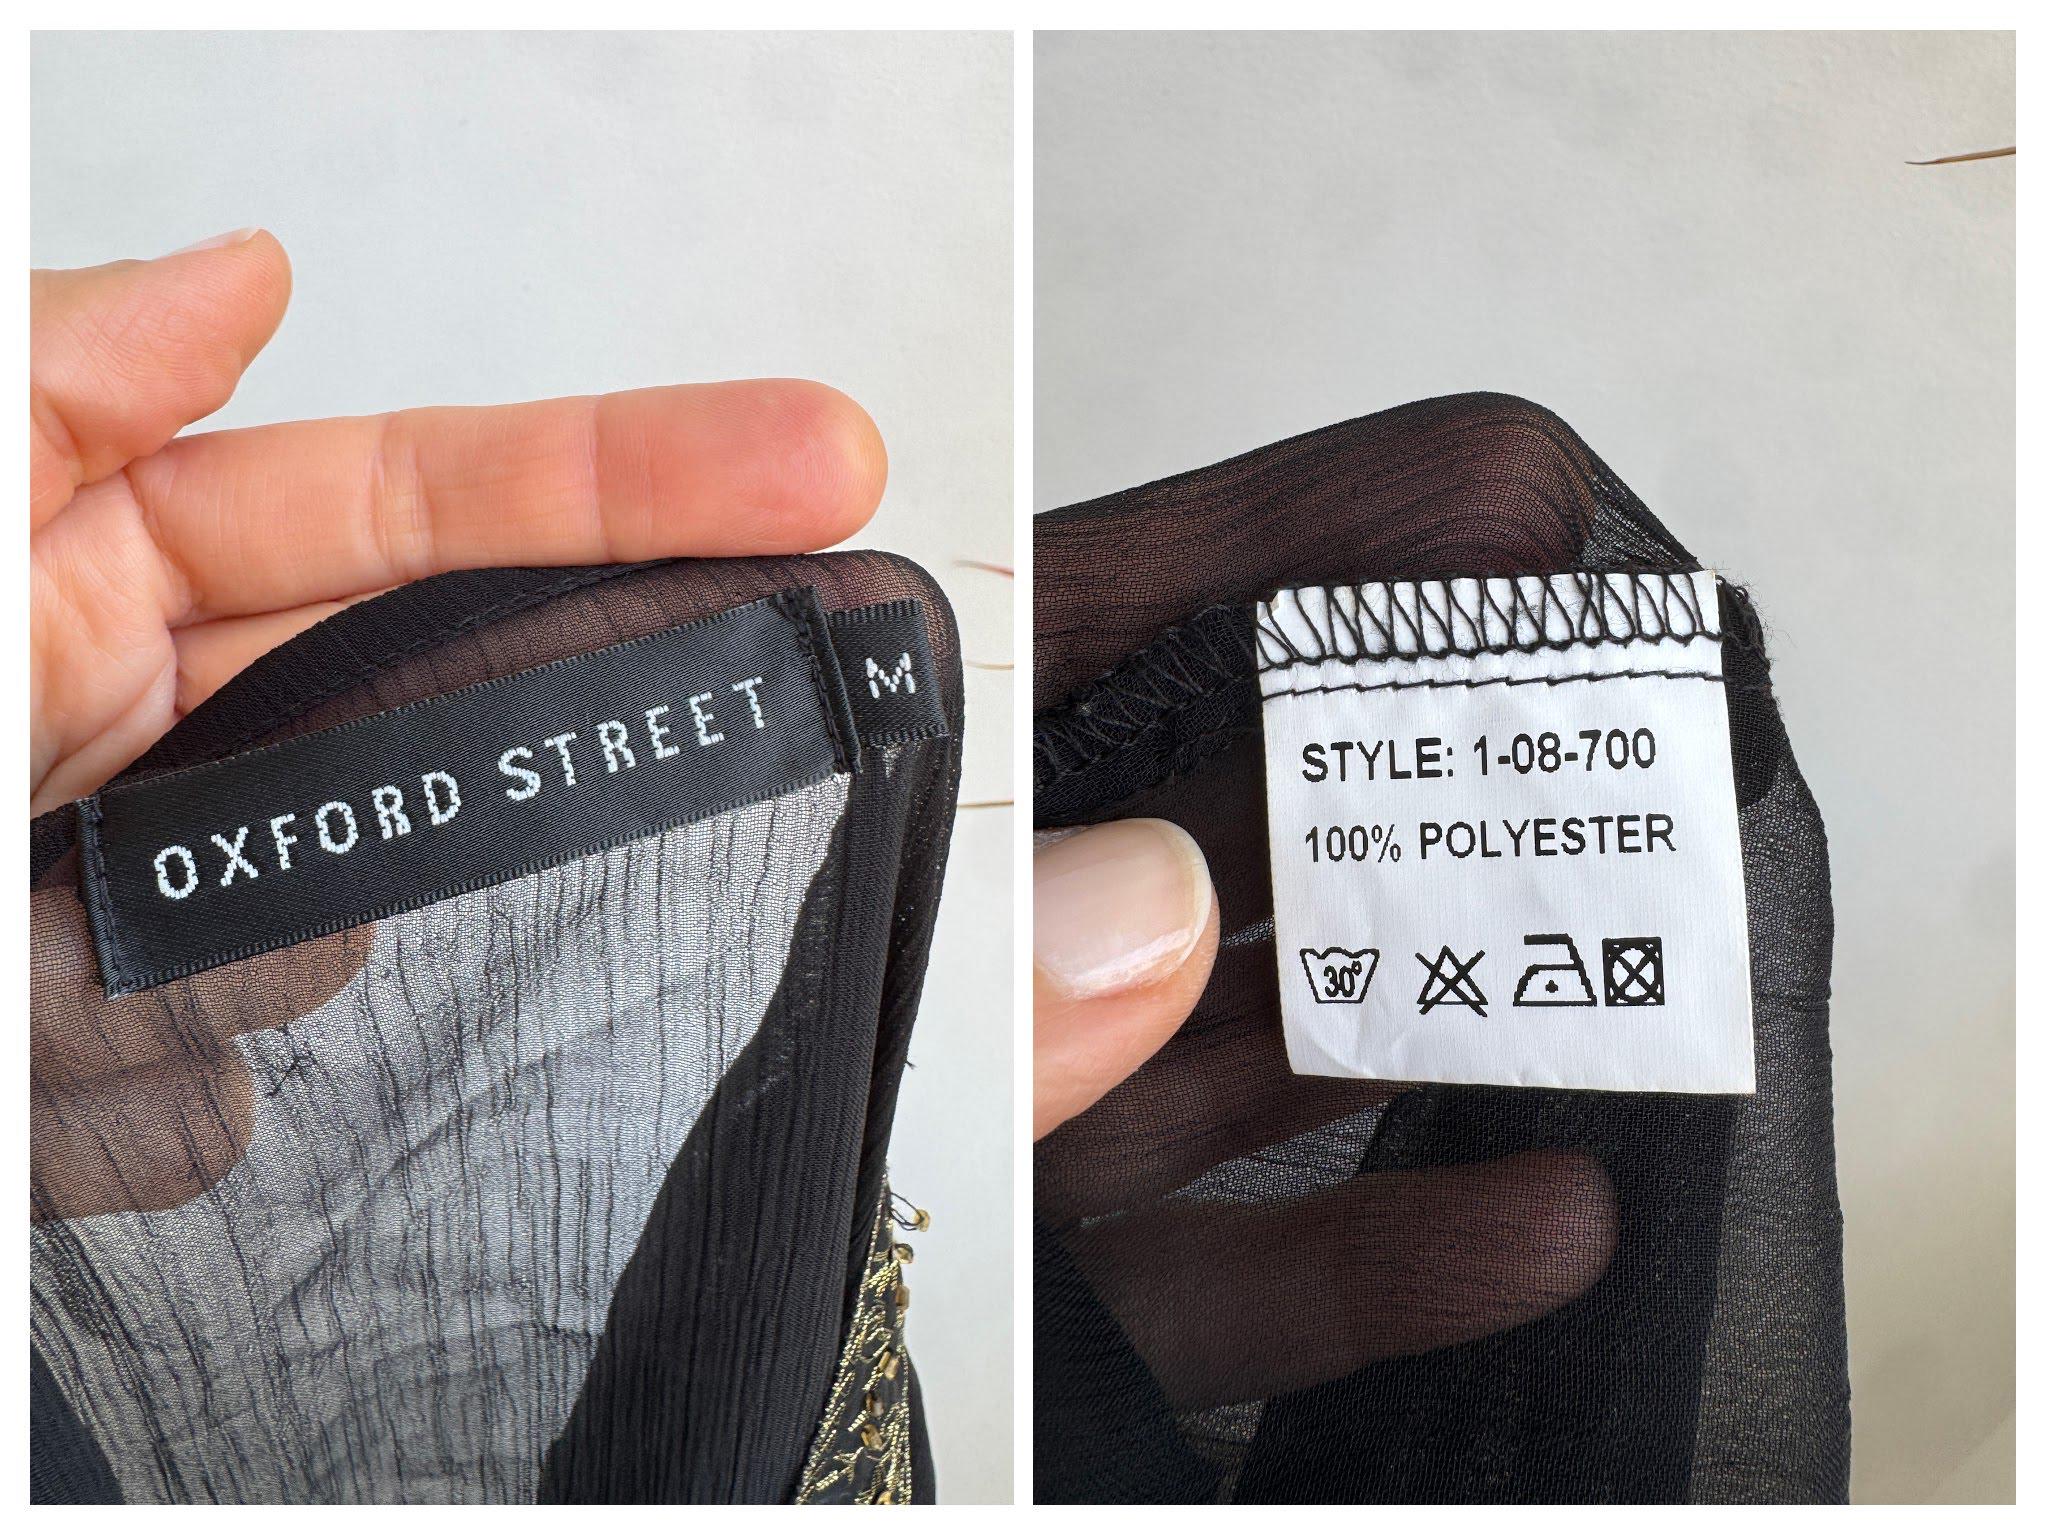 OXFORD STREET
M
STYLE: 1-08-700
100% POLYESTER
30°